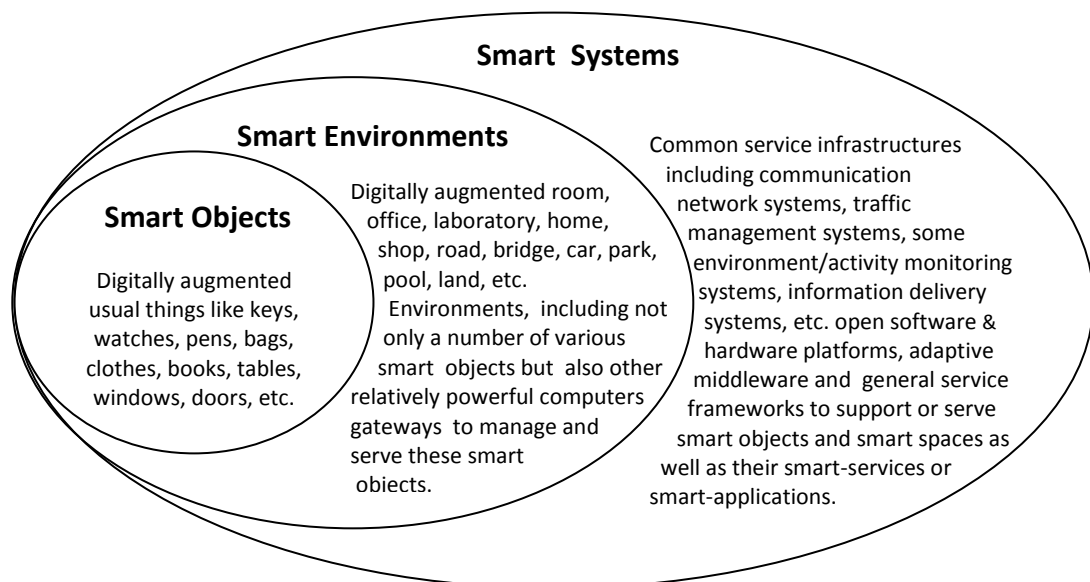 Smart Systems
Smart Environments
Smart Objects
Digitally augmented
usual things like keys,
watches, pens, bags,
clothes, books, tables,
windows, doors, etc.
Digitally augmented room,
office, laboratory, home,
shop, road, bridge, car, park,
pool, land, etc.
Environments, including not
only a number of various
smart objects but also other
relatively powerful computers
gateways to manage and
serve these smart
obiects.
Common service infrastructures
including communication
network systems, traffic
management systems, some
environment/activity monitoring
systems, information delivery
systems, etc. open software &
hardware platforms, adaptive
middleware and general service
frameworks to support or serve
smart objects and smart spaces as
well as their smart-services or
smart-applications.